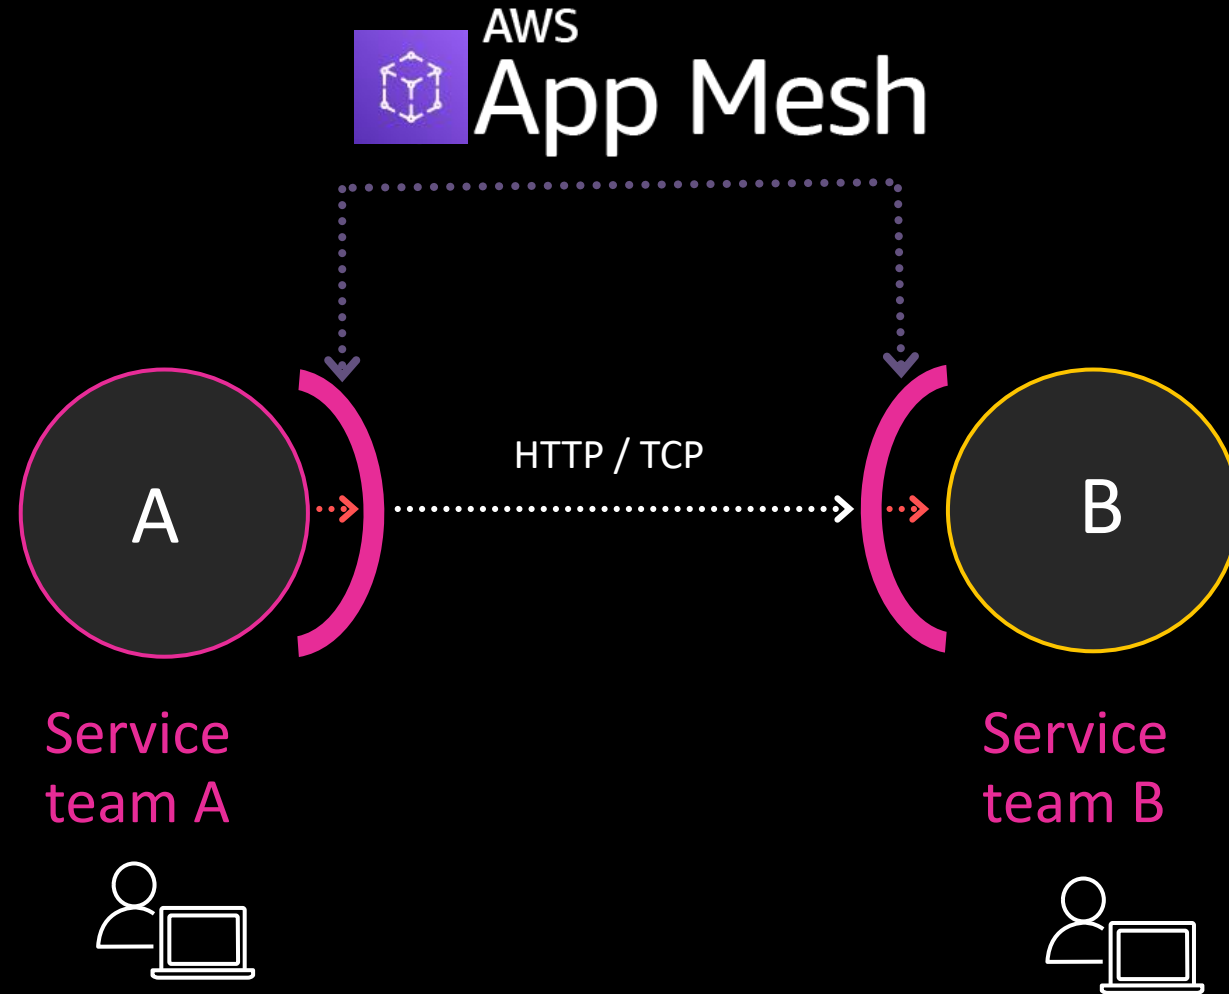 AWS
App Mesh
HTTP / TCP
A
B
Service
team A
Service
team B